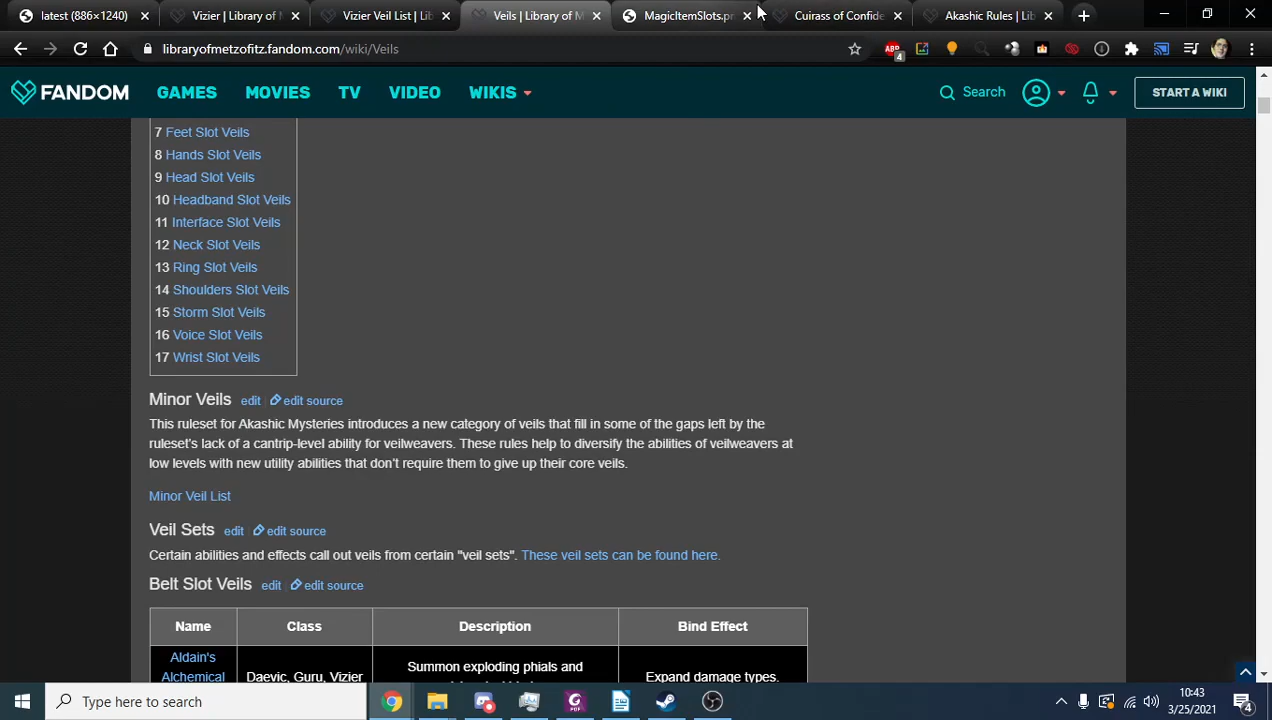 latest (886×1240)
Vizier | Library of M
Vizier Veil List | Lib
Veils | Library of M
MagicItemSlots.pn
Cuirass of Confide
Akashic Rules | Lib
libraryofmetzofitz.fandom.com/wiki/Veils
ABP
4
FANDOM
GAMES
MOVIES
TV
VIDEO
WIKIS
Search
START A WIKI
7 Feet Slot Veils
8 Hands Slot Veils
9 Head Slot Veils
10 Headband Slot Veils
11 Interface Slot Veils
12 Neck Slot Veils
13 Ring Slot Veils
14 Shoulders Slot Veils
15 Storm Slot Veils
16 Voice Slot Veils
17 Wrist Slot Veils
Minor Veils edit edit source
This ruleset for Akashic Mysteries introduces a new category of veils that fill in some of the gaps left by the
ruleset's lack of a cantrip-level ability for veilweavers. These rules help to diversify the abilities of veilweavers at
low levels with new utility abilities that don't require them to give up their core veils.
Minor Veil List
Veil Sets edit edit source
Certain abilities and effects call out veils from certain "veil sets". These veil sets can be found here.
Belt Slot Veils edit edit source
Name Class Description Bind Effect
Aldain's
Alchemical
Daevic, Guru, Vizier
Summon exploding phials and
Expand damage types.
Type here to search
10:43
3/25/2021
4